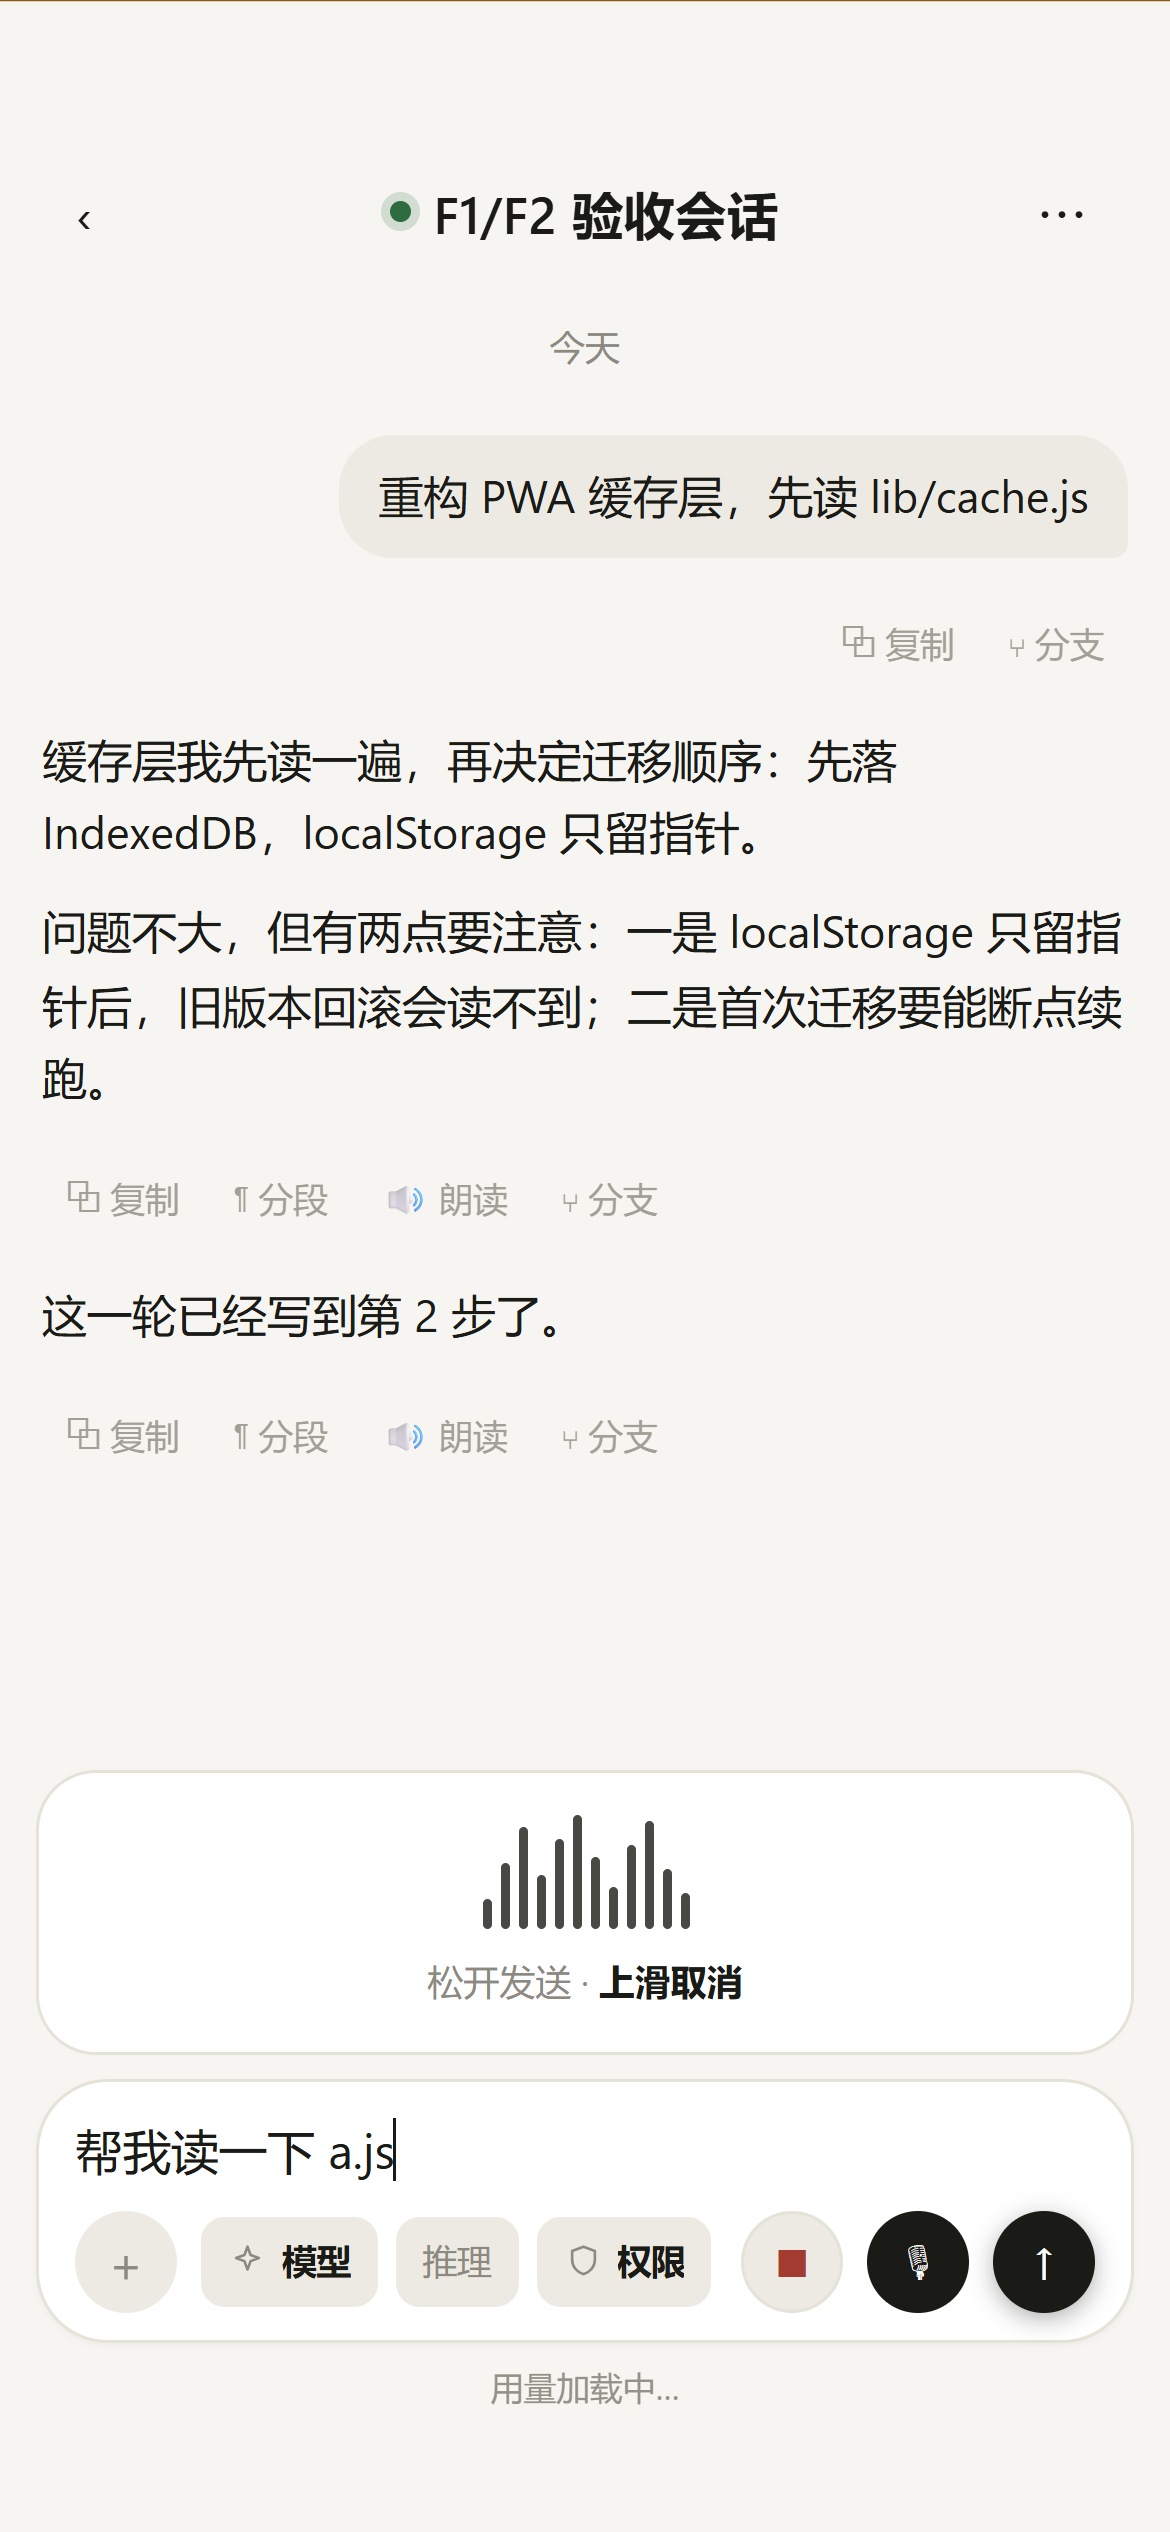 F1/F2 验收会话
今天
重构 PWA 缓存层，先读 lib/cache.js
复制 分支
缓存层我先读一遍，再决定迁移顺序：先落
IndexedDB，localStorage 只留指针。
问题不大，但有两点要注意：一是 localStorage 只留指
针后，旧版本回滚会读不到；二是首次迁移要能断点续
跑。
复制 ¶ 分段 朗读 分支
这一轮已经写到第 2 步了。
复制 ¶ 分段 朗读 分支
松开发送 · 上滑取消
帮我读一下 a.js
模型 推理 权限
用量加载中...